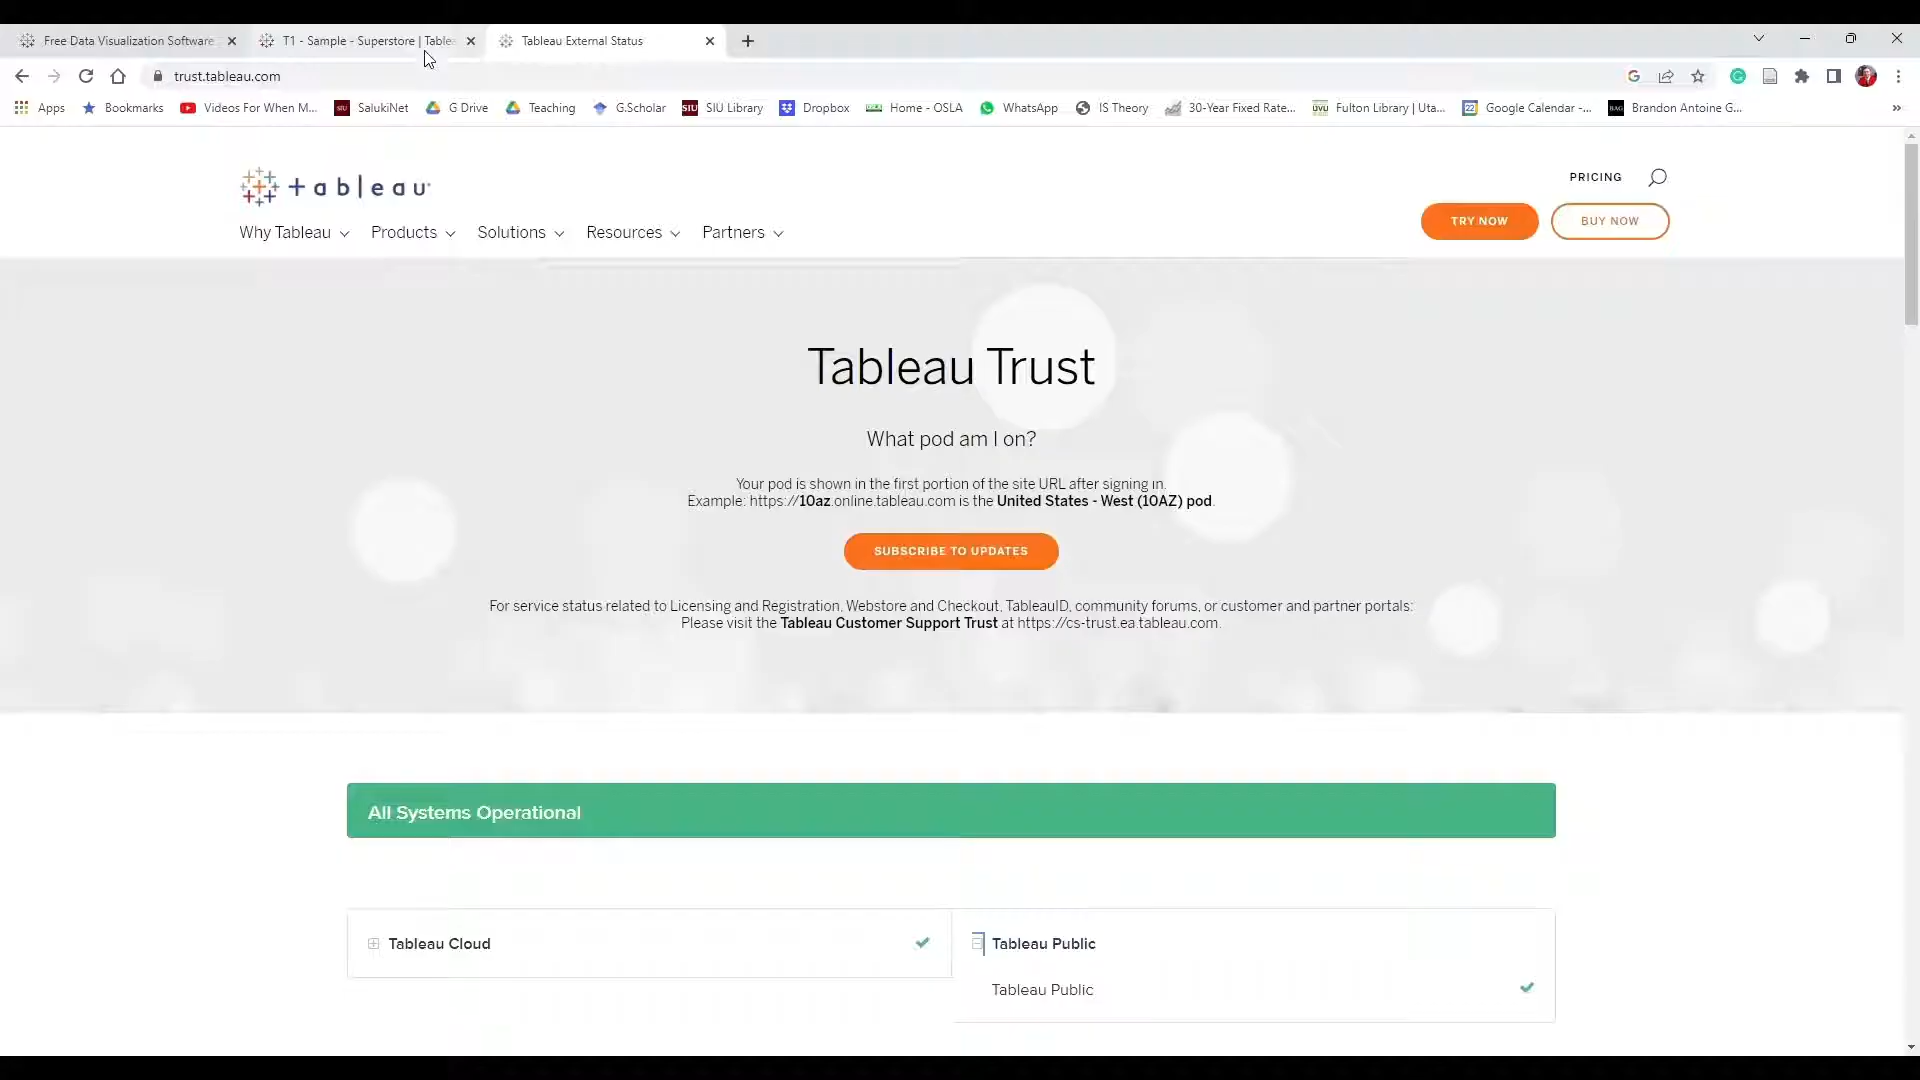 Free Data Visualization Software
T1 - Sample - Superstore | Tablea
Tableau External Status
trust.tableau.com
Apps
Bookmarks
Videos For When M...
SIU SalukiNet
G Drive
Teaching
G.Scholar
SIU SIU Library
Dropbox
Home - OSLA
WhatsApp
IS Theory
30-Year Fixed Rate...
UVU Fulton Library | Uta...
22 Google Calendar -...
BAG Brandon Antoine G...
+ a b | e a u
PRICING
Why Tableau
Products
Solutions
Resources
Partners
TRY NOW
BUY NOW
Tableau Trust
What pod am I on?
Your pod is shown in the first portion of the site URL after signing in.
Example: https://10az.online.tableau.com is the United States - West (10AZ) pod.
SUBSCRIBE TO UPDATES
For service status related to Licensing and Registration, Webstore and Checkout, TableauID, community forums, or customer and partner portals:
Please visit the Tableau Customer Support Trust at https://cs-trust.ea.tableau.com.
All Systems Operational
Tableau Cloud
Tableau Public
Tableau Public